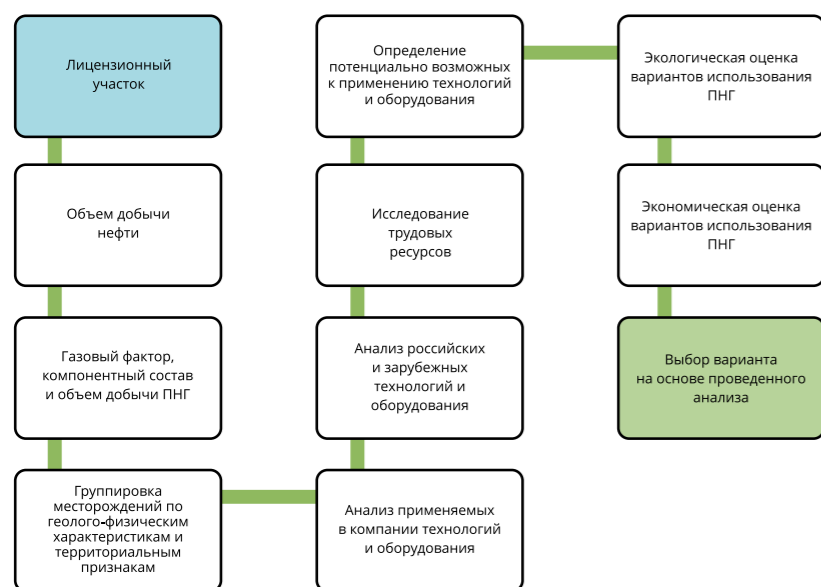 Лицензионный
участок
Объем добычи
нефти
Газовый фактор,
компонентный состав
и объем добычи ПНГ
Группировка
месторождений по
геолого-физическим
характеристикам и
территориальным
признакам
Анализ применяемых
в компании технологий
и оборудования
Анализ российских
и зарубежных
технологий и
оборудования
Исследование
трудовых
ресурсов
Определение
потенциально возможных
к применению технологий
и оборудования
Экологическая оценка
вариантов использования
ПНГ
Экономическая оценка
вариантов использования
ПНГ
Выбор варианта
на основе проведенного
анализа